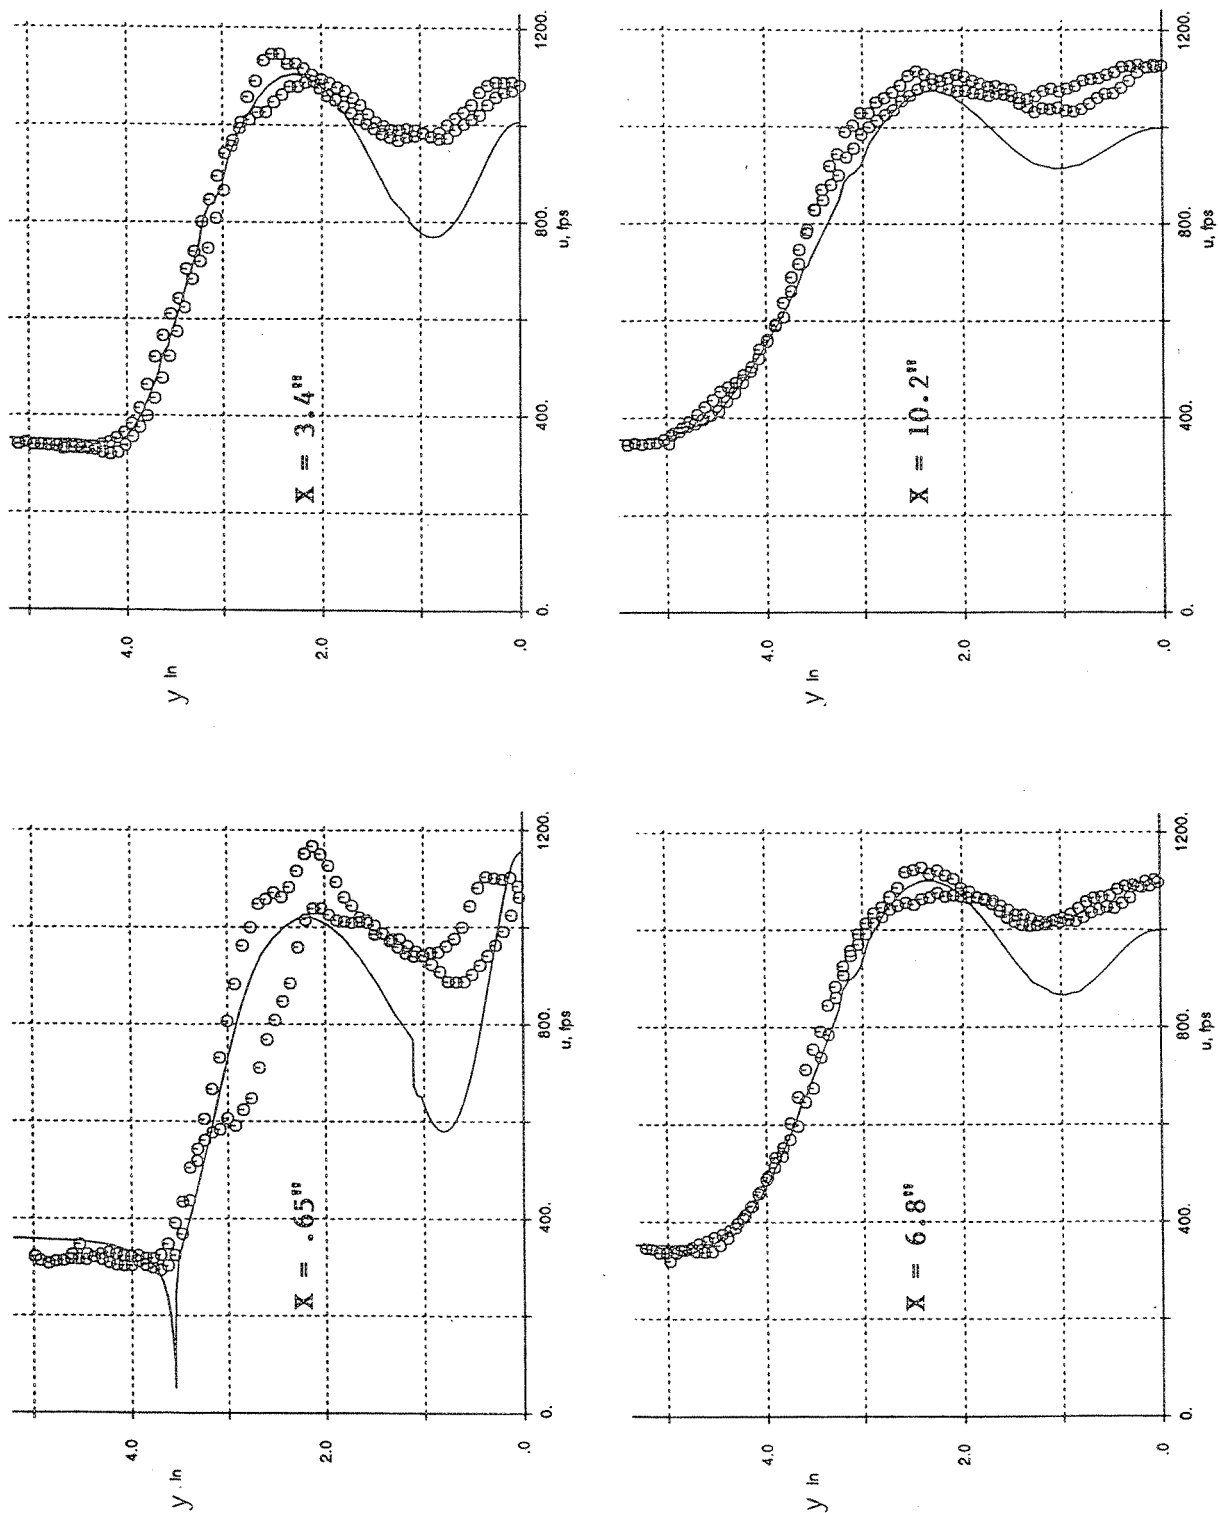 X = .65"
y in
4.0
2.0
.0
0.
400.
800.
1200.
u, fps
X = 3.4"
y in
4.0
2.0
.0
0.
400.
800.
1200.
u, fps
X = 6.8"
y in
4.0
2.0
.0
0.
400.
800.
1200.
u, fps
X = 10.2"
y in
4.0
2.0
.0
0.
400.
800.
1200.
u, fps